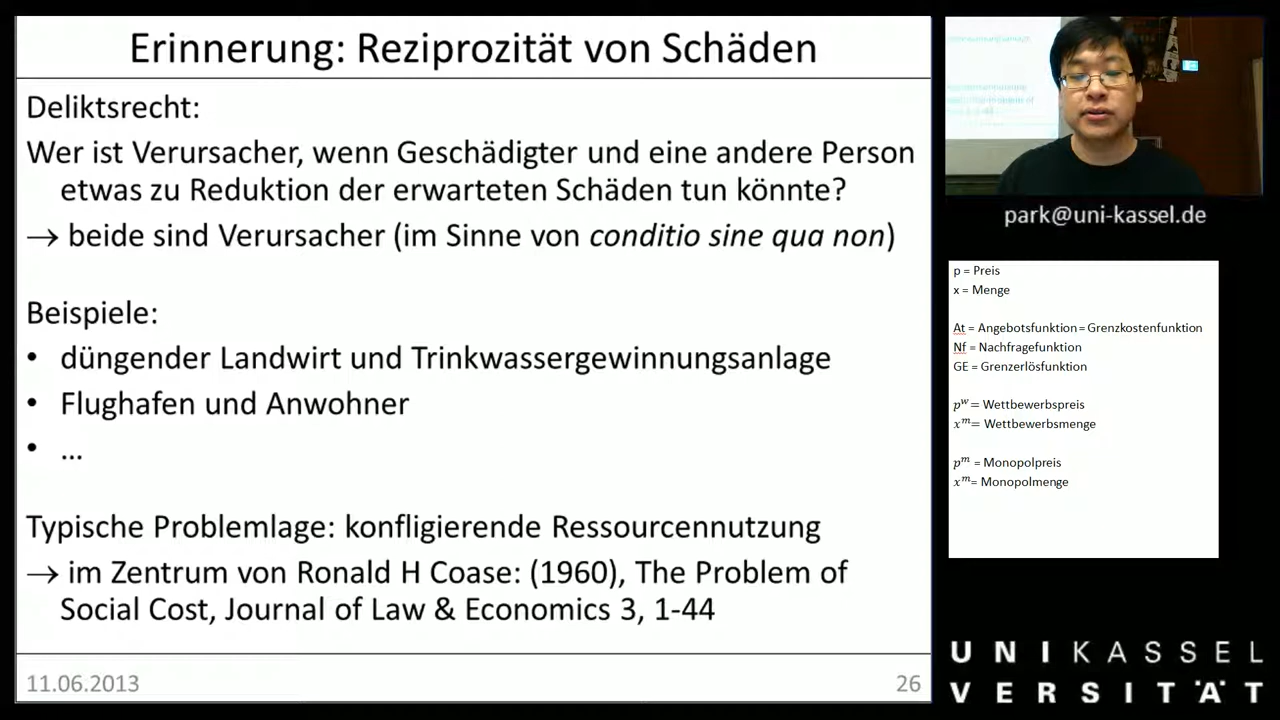 Erinnerung: Reziprozität von Schäden
Deliktsrecht:
Wer ist Verursacher, wenn Geschädigter und eine andere Person
etwas zu Reduktion der erwarteten Schäden tun könnte?
→ beide sind Verursacher (im Sinne von conditio sine qua non)
Beispiele:
• düngender Landwirt und Trinkwassergewinnungsanlage
• Flughafen und Anwohner
• ...
Typische Problemlage: konfligierende Ressourcennutzung
→ im Zentrum von Ronald H Coase: (1960), The Problem of
Social Cost, Journal of Law & Economics 3, 1-44
11.06.2013
26
park@uni-kassel.de
p = Preis
x = Menge
At = Angebotsfunktion = Grenzkostenfunktion
Nf = Nachfragefunktion
GE = Grenzerlösfunktion
p^w = Wettbewerbspreis
x^m = Wettbewerbsmenge
p^m = Monopolpreis
x^m = Monopolmenge
UNIKASSEL
VERSITÄT